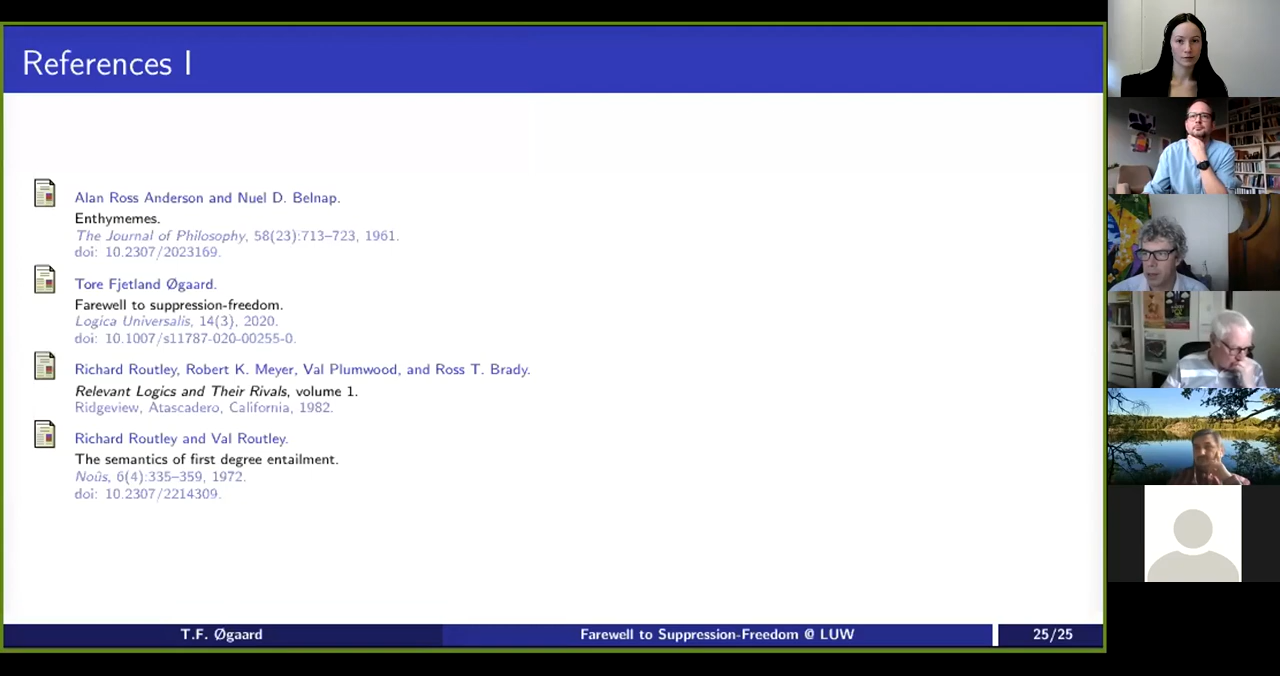 References I
Alan Ross Anderson and Nuel D. Belnap.
Enthymemes.
The Journal of Philosophy, 58(23):713–723, 1961.
doi: 10.2307/2023169.
Tore Fjetland Øgaard.
Farewell to suppression-freedom.
Logica Universalis, 14(3), 2020.
doi: 10.1007/s11787-020-00255-0.
Richard Routley, Robert K. Meyer, Val Plumwood, and Ross T. Brady.
Relevant Logics and Their Rivals, volume 1.
Ridgeview, Atascadero, California, 1982.
Richard Routley and Val Routley.
The semantics of first degree entailment.
Noûs, 6(4):335–359, 1972.
doi: 10.2307/2214309.
T.F. Øgaard
Farewell to Suppression-Freedom @ LUW
25/25